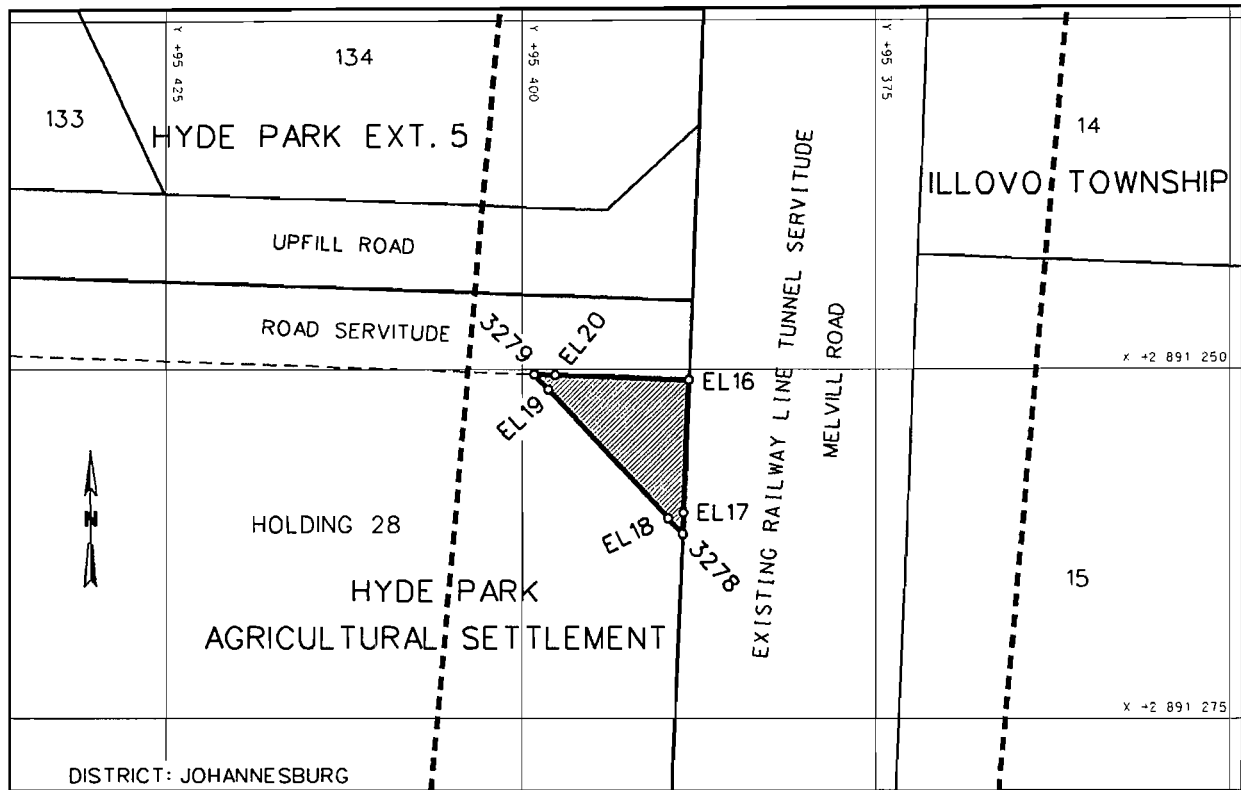 134
Y +95 425
Y +95 400
Y +95 375
133
HYDE PARK EXT. 5
14
ILLOVO TOWNSHIP
UPFILL ROAD
ROAD SERVITUDE
3279
EL20
EXISTING RAILWAY LINE TUNNEL SERVITUDE
MELVILL ROAD
X +2 891 250
EL16
EL19
N
HOLDING 28
EL17
EL18
3278
HYDE PARK
AGRICULTURAL SETTLEMENT
15
X +2 891 275
DISTRICT: JOHANNESBURG